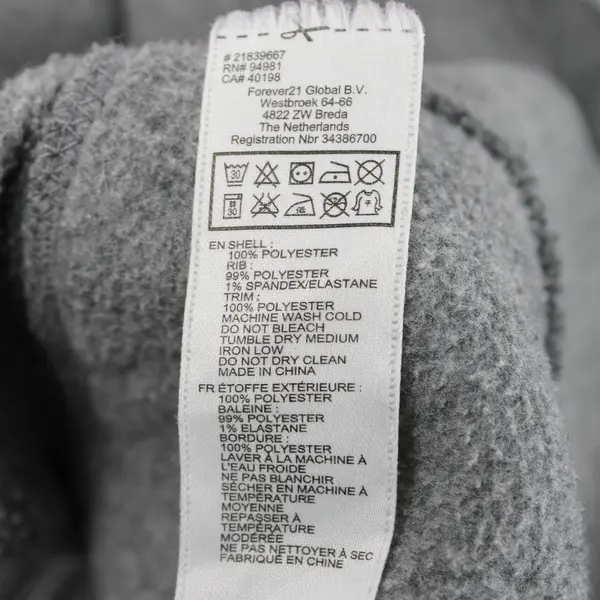 # 21839667
RN# 94981
CA# 40198
Forever21 Global B.V.
Westbroek 64-66
4822 ZW Breda
The Netherlands
Registration Nbr 34386700
30
30
EN SHELL :
100% POLYESTER
RIB :
99% POLYESTER
1% SPANDEX/ELASTANE
TRIM :
100% POLYESTER
MACHINE WASH COLD
DO NOT BLEACH
TUMBLE DRY MEDIUM
IRON LOW
DO NOT DRY CLEAN
MADE IN CHINA
FR ÉTOFFE EXTÉRIEURE :
100% POLYESTER
BALEINE :
99% POLYESTER
1% ELASTANE
BORDURE :
100% POLYESTER
LAVER À LA MACHINE À
L'EAU FROIDE
NE PAS BLANCHIR
SÉCHER EN MACHINE À
TEMPÉRATURE
MOYENNE
REPASSER À
TEMPÉRATURE
MODÉRÉE
NE PAS NETTOYER À SEC
FABRIQUÉ EN CHINE